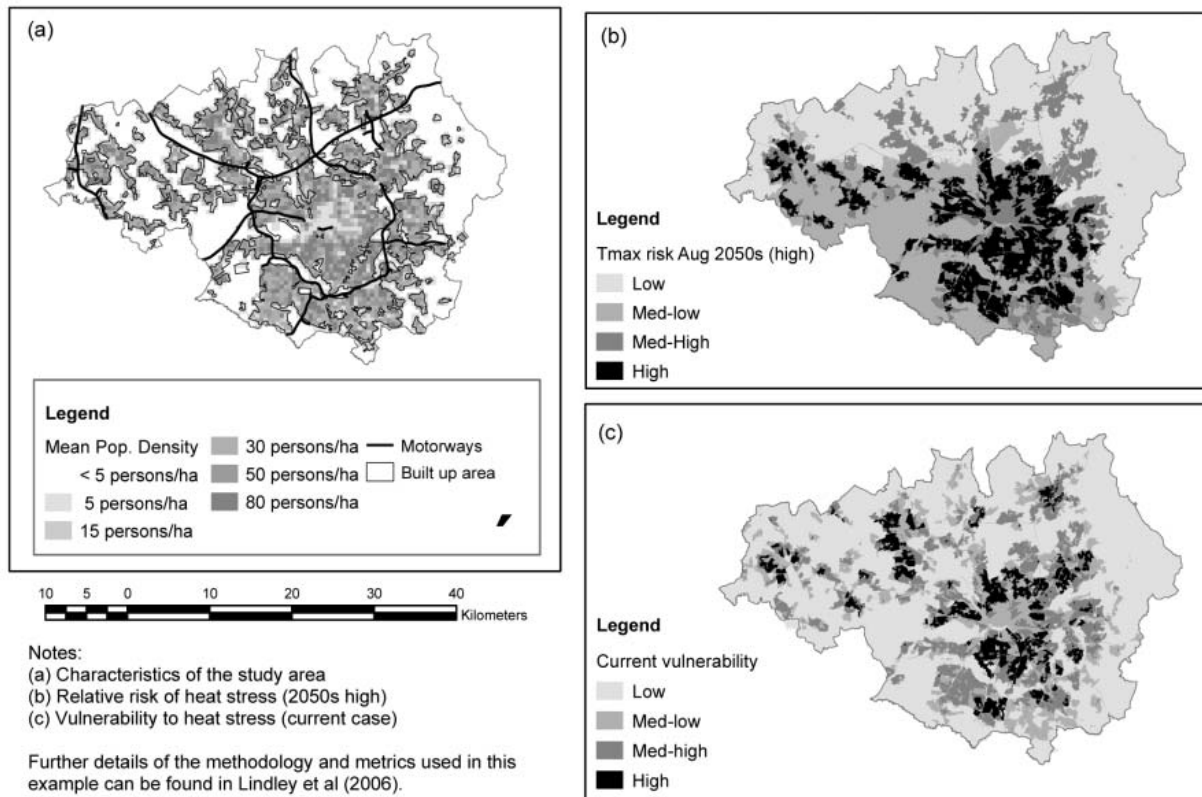 (a)
Legend
Mean Pop. Density
< 5 persons/ha
5 persons/ha
15 persons/ha
30 persons/ha
50 persons/ha
80 persons/ha
Motorways
Built up area
10 5 0 10 20 30 40
Kilometers
Notes:
(a) Characteristics of the study area
(b) Relative risk of heat stress (2050s high)
(c) Vulnerability to heat stress (current case)
Further details of the methodology and metrics used in this
example can be found in Lindley et al (2006).
(b)
Legend
Tmax risk Aug 2050s (high)
Low
Med-low
Med-High
High
(c)
Legend
Current vulnerability
Low
Med-low
Med-high
High